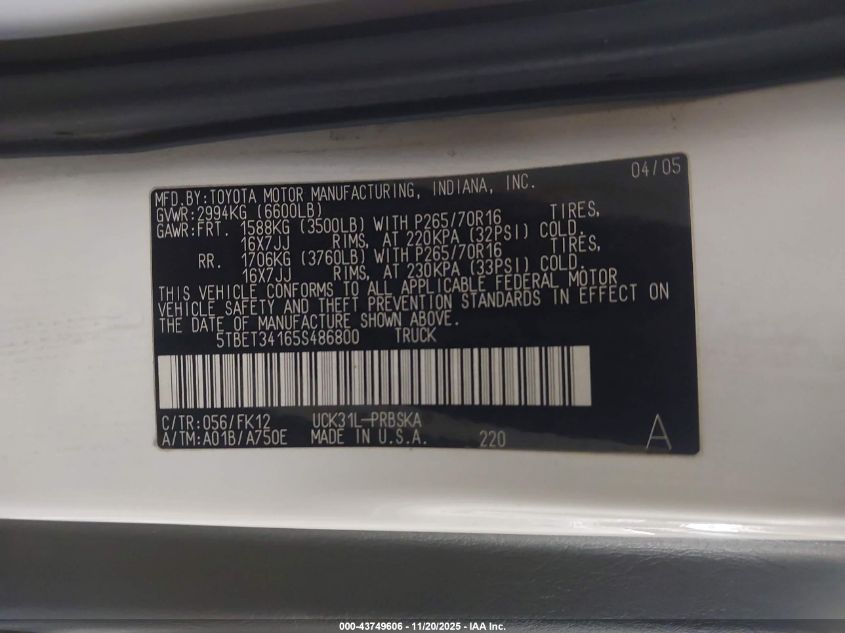 04/05
MFD.BY:TOYOTA MOTOR MANUFACTURING, INDIANA, INC.
GVWR:2994KG (6600LB)
GAWR:FRT. 1588KG (3500LB) WITH P265/70R16 TIRES,
16X7JJ RIMS, AT 220KPA (32PSI) COLD.
RR. 1706KG (3760LB) WITH P265/70R16 TIRES,
16X7JJ RIMS, AT 230KPA (33PSI) COLD.
THIS VEHICLE CONFORMS TO ALL APPLICABLE FEDERAL MOTOR
VEHICLE SAFETY AND THEFT PREVENTION STANDARDS IN EFFECT ON
THE DATE OF MANUFACTURE SHOWN ABOVE.
5TBET34165S486800 TRUCK
C/TR:056/FK12 UCK31L-PRBSKA
A/TM:A01B/A750E MADE IN U.S.A. 220 A
000-43749606 - 11/20/2025 - IAA Inc.